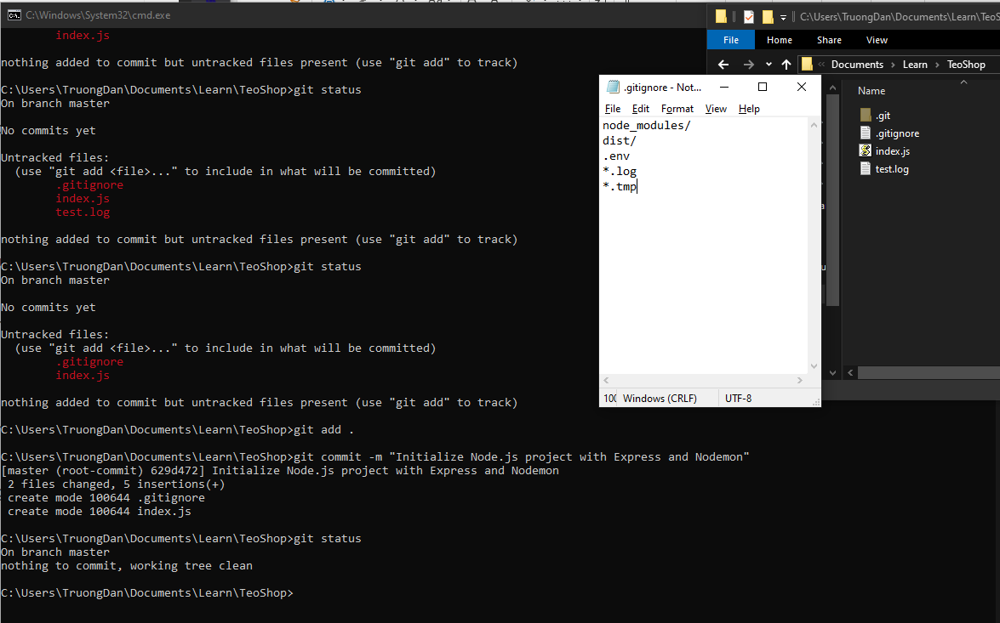 C:\Windows\System32\cmd.exe
index.js
nothing added to commit but untracked files present (use "git add" to track)
C:\Users\TruongDan\Documents\Learn\TeoShop>git status
On branch master
No commits yet
Untracked files:
(use "git add <file>..." to include in what will be committed)
.gitignore
index.js
test.log
nothing added to commit but untracked files present (use "git add" to track)
C:\Users\TruongDan\Documents\Learn\TeoShop>git status
On branch master
No commits yet
Untracked files:
(use "git add <file>..." to include in what will be committed)
.gitignore
index.js
nothing added to commit but untracked files present (use "git add" to track)
C:\Users\TruongDan\Documents\Learn\TeoShop>git add .
C:\Users\TruongDan\Documents\Learn\TeoShop>git commit -m "Initialize Node.js project with Express and Nodemon"
[master (root-commit) 629d472] Initialize Node.js project with Express and Nodemon
2 files changed, 5 insertions(+)
create mode 100644 .gitignore
create mode 100644 index.js
C:\Users\TruongDan\Documents\Learn\TeoShop>git status
On branch master
nothing to commit, working tree clean
C:\Users\TruongDan\Documents\Learn\TeoShop>
.gitignore - Not...
File Edit Format View Help
node_modules/
dist/
.env
*.log
*.tmp
100 Windows (CRLF) UTF-8
C:\Users\TruongDan\Documents\Learn\TeoS
File Home Share View
Documents › Learn › TeoShop
Name
.git
.gitignore
index.js
test.log